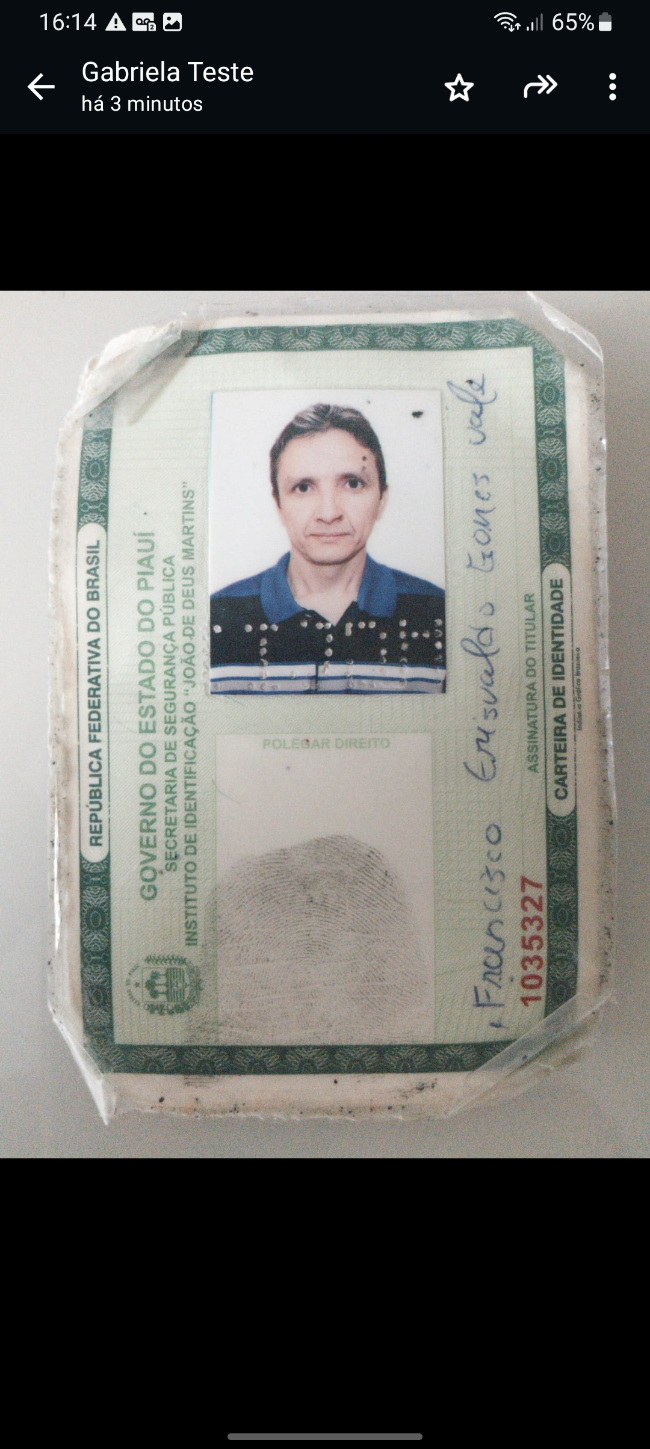 16:14
65%
Gabriela Teste
há 3 minutos
REPÚBLICA FEDERATIVA DO BRASIL
GOVERNO DO ESTADO DO PIAUÍ
SECRETARIA DE SEGURANÇA PÚBLICA
INSTITUTO DE IDENTIFICAÇÃO “JOÃO DE DEUS MARTINS”
POLEGAR DIREITO
Francisco Erisvaldo Gomes Vale
1035327
ASSINATURA DO TITULAR
CARTEIRA DE IDENTIDADE